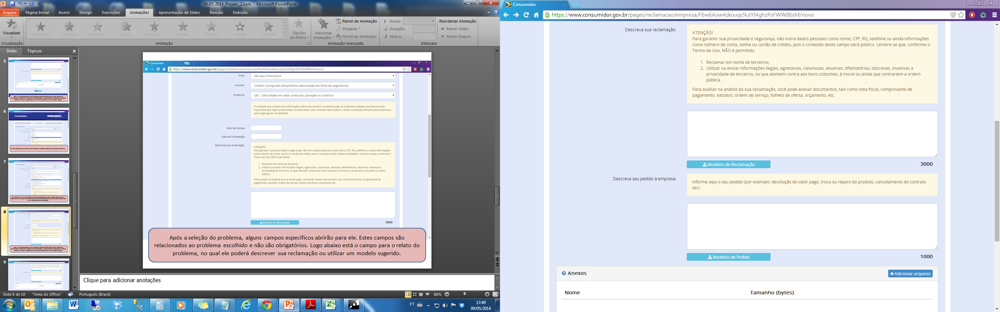 09-05-2014_Projeto_2.pptx - Microsoft PowerPoint
Arquivo
Página Inicial
Inserir
Design
Transições
Animações
Apresentação de Slides
Revisão
Exibição
Visualizar
Nenhuma
Aparecer
Esmaecer
Surgir
Flutuação I...
Dividir
Revelar
Forma
Volante
Opções
de Efeito
Adicionar
Animação
Painel de Animação
Disparar
Pincel de Animação
Iniciar:
Duração:
Atraso:
Reordenar Animação
Mover Antes
Mover Depois
Visualização
Animação
Animação Avançada
Intervalo
Slides
Tópicos
5
6
Consumidor_
7
8
9
Consumidor
https://www.consumidor.gov.br/pages/reclamacao/empresa/F6w6Aow4zkouqc9utYlAghzPsFWW8bxM/novo
Área:
Serviços Financeiros
Assunto:
Crédito Consignado (Empréstimo descontado em folha de pagamento)
Problema:
SAC - Dificuldade em obter protocolo, gravação ou histórico
O conteúdo dos campos das informações adicionais auxiliam na identificação do problema relatado, portanto é muito
importante que sejam preenchidos corretamente. Esse conteúdo não é público, sendo visualizado somente pela empresa e
pelo órgão gestor competente.
Valor da Parcela
Data da Contratação
Descreva sua reclamação:
ATENÇÃO!
Para garantir sua privacidade e segurança, não insira dados pessoais como nome, CPF, RG, telefone ou ainda informações
como número de conta, senha ou cartão de crédito, pois o conteúdo deste campo será público. Lembre-se que, conforme o
Termo de Uso, NÃO é permitido:
1. Reclamar em nome de terceiros;
2. Utilizar ou enviar informações ilegais, agressivas, caluniosas, abusivas, difamatórias, obscenas, invasivas a
privacidade de terceiros, ou que atentem contra aos bons costumes, à moral ou ainda que contrariem a ordem
pública.
Para auxiliar na análise da sua reclamação, você pode anexar documentos, tais como nota fiscal, comprovante de
pagamento, extratos, ordem de serviço, folheto de oferta, orçamento, etc.
Modelos de Reclamação
3000
Após a seleção do problema, alguns campos específicos abrirão para ele. Estes campos são
relacionados ao problema escolhido e não são obrigatórios. Logo abaixo está o campo para o relato do
problema, no qual ele poderá descrever sua reclamação ou utilizar um modelo sugerido.
Clique para adicionar anotações
Slide 8 de 10
"Tema do Office"
Português (Brasil)
86%
PT
17:49
09/05/2014
Consumidor
https://www.consumidor.gov.br/pages/reclamacao/empresa/F6w6Aow4zkouqc9utYlAghzPsFWW8bxM/novo
Descreva sua reclamação:
ATENÇÃO!
Para garantir sua privacidade e segurança, não insira dados pessoais como nome, CPF, RG, telefone ou ainda informações
como número de conta, senha ou cartão de crédito, pois o conteúdo deste campo será público. Lembre-se que, conforme o
Termo de Uso, NÃO é permitido:
1. Reclamar em nome de terceiros;
2. Utilizar ou enviar informações ilegais, agressivas, caluniosas, abusivas, difamatórias, obscenas, invasivas a
privacidade de terceiros, ou que atentem contra aos bons costumes, à moral ou ainda que contrariem a ordem
pública.
Para auxiliar na análise da sua reclamação, você pode anexar documentos, tais como nota fiscal, comprovante de
pagamento, extratos, ordem de serviço, folheto de oferta, orçamento, etc.
Modelos de Reclamação
3000
Descreva seu pedido à empresa:
Informe aqui o seu pedido (por exemplo: devolução do valor pago, troca ou reparo do produto, cancelamento do contrato
etc).
Modelos de Pedido
1000
Anexos
Adicionar arquivos
Nome
Tamanho (bytes)